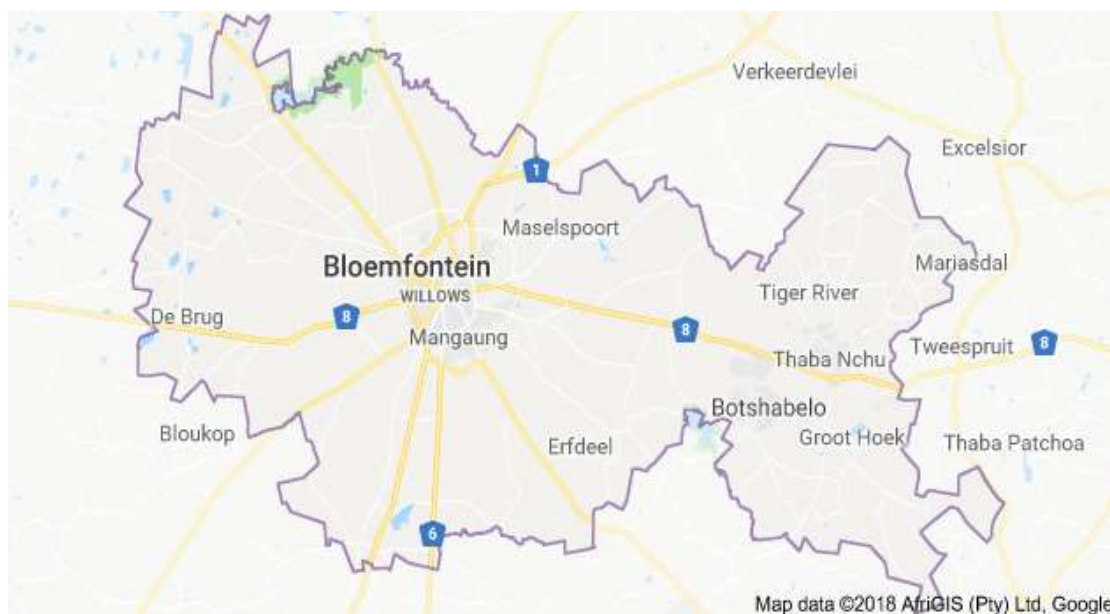 Verkeerdevlei
Excelsior
1
Maselspoort
Mariasdal
Bloemfontein
WILLOWS
Tiger River
De Brug
8
8
Mangaung
Tweespruit
8
Thaba Nchu
Botshabelo
Bloukop
Erfdeel
Groot Hoek
Thaba Patchoa
6
Map data ©2018 AfriGIS (Pty) Ltd, Google